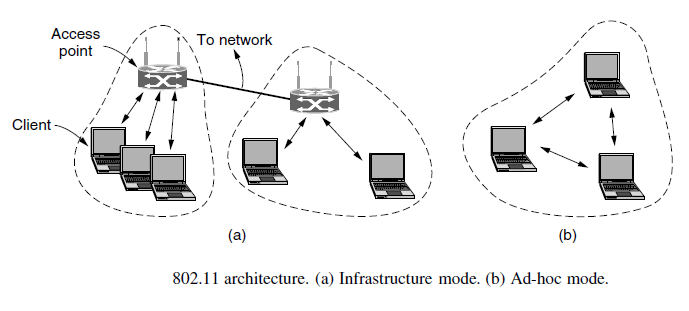 Access
point
To network
Client
(a)
(b)
802.11 architecture. (a) Infrastructure mode. (b) Ad-hoc mode.